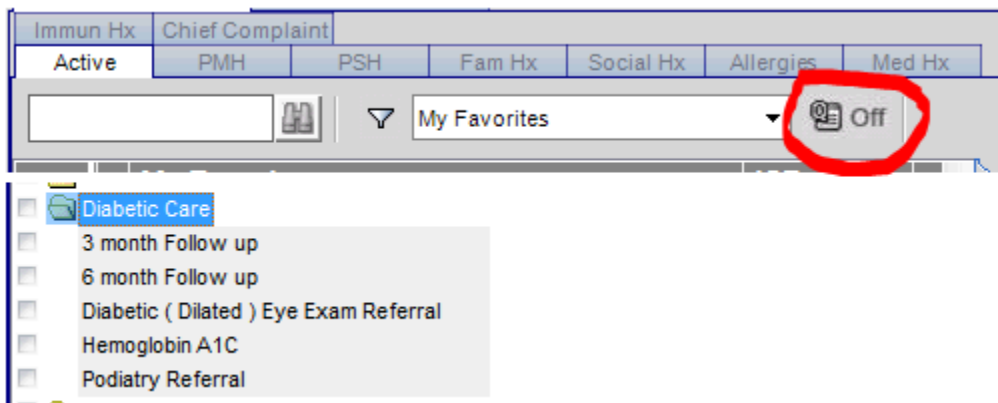 Immun Hx Chief Complaint
Active PMH PSH Fam Hx Social Hx Allergies Med Hx
My Favorites Off
Diabetic Care
3 month Follow up
6 month Follow up
Diabetic ( Dilated ) Eye Exam Referral
Hemoglobin A1C
Podiatry Referral